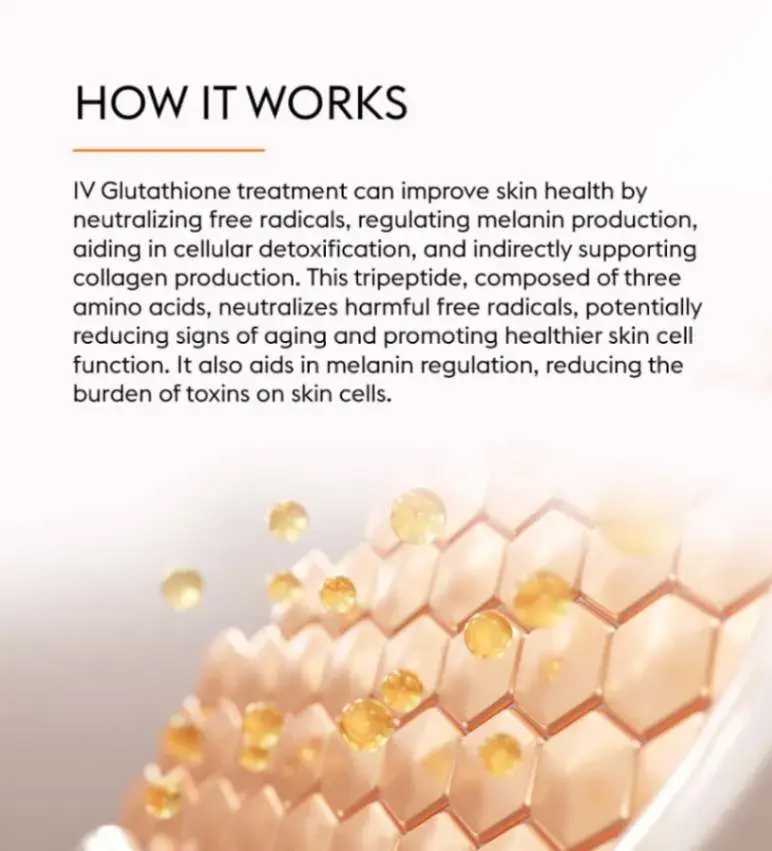 HOW IT WORKS
IV Glutathione treatment can improve skin health by
neutralizing free radicals, regulating melanin production,
aiding in cellular detoxification, and indirectly supporting
collagen production. This tripeptide, composed of three
amino acids, neutralizes harmful free radicals, potentially
reducing signs of aging and promoting healthier skin cell
function. It also aids in melanin regulation, reducing the
burden of toxins on skin cells.